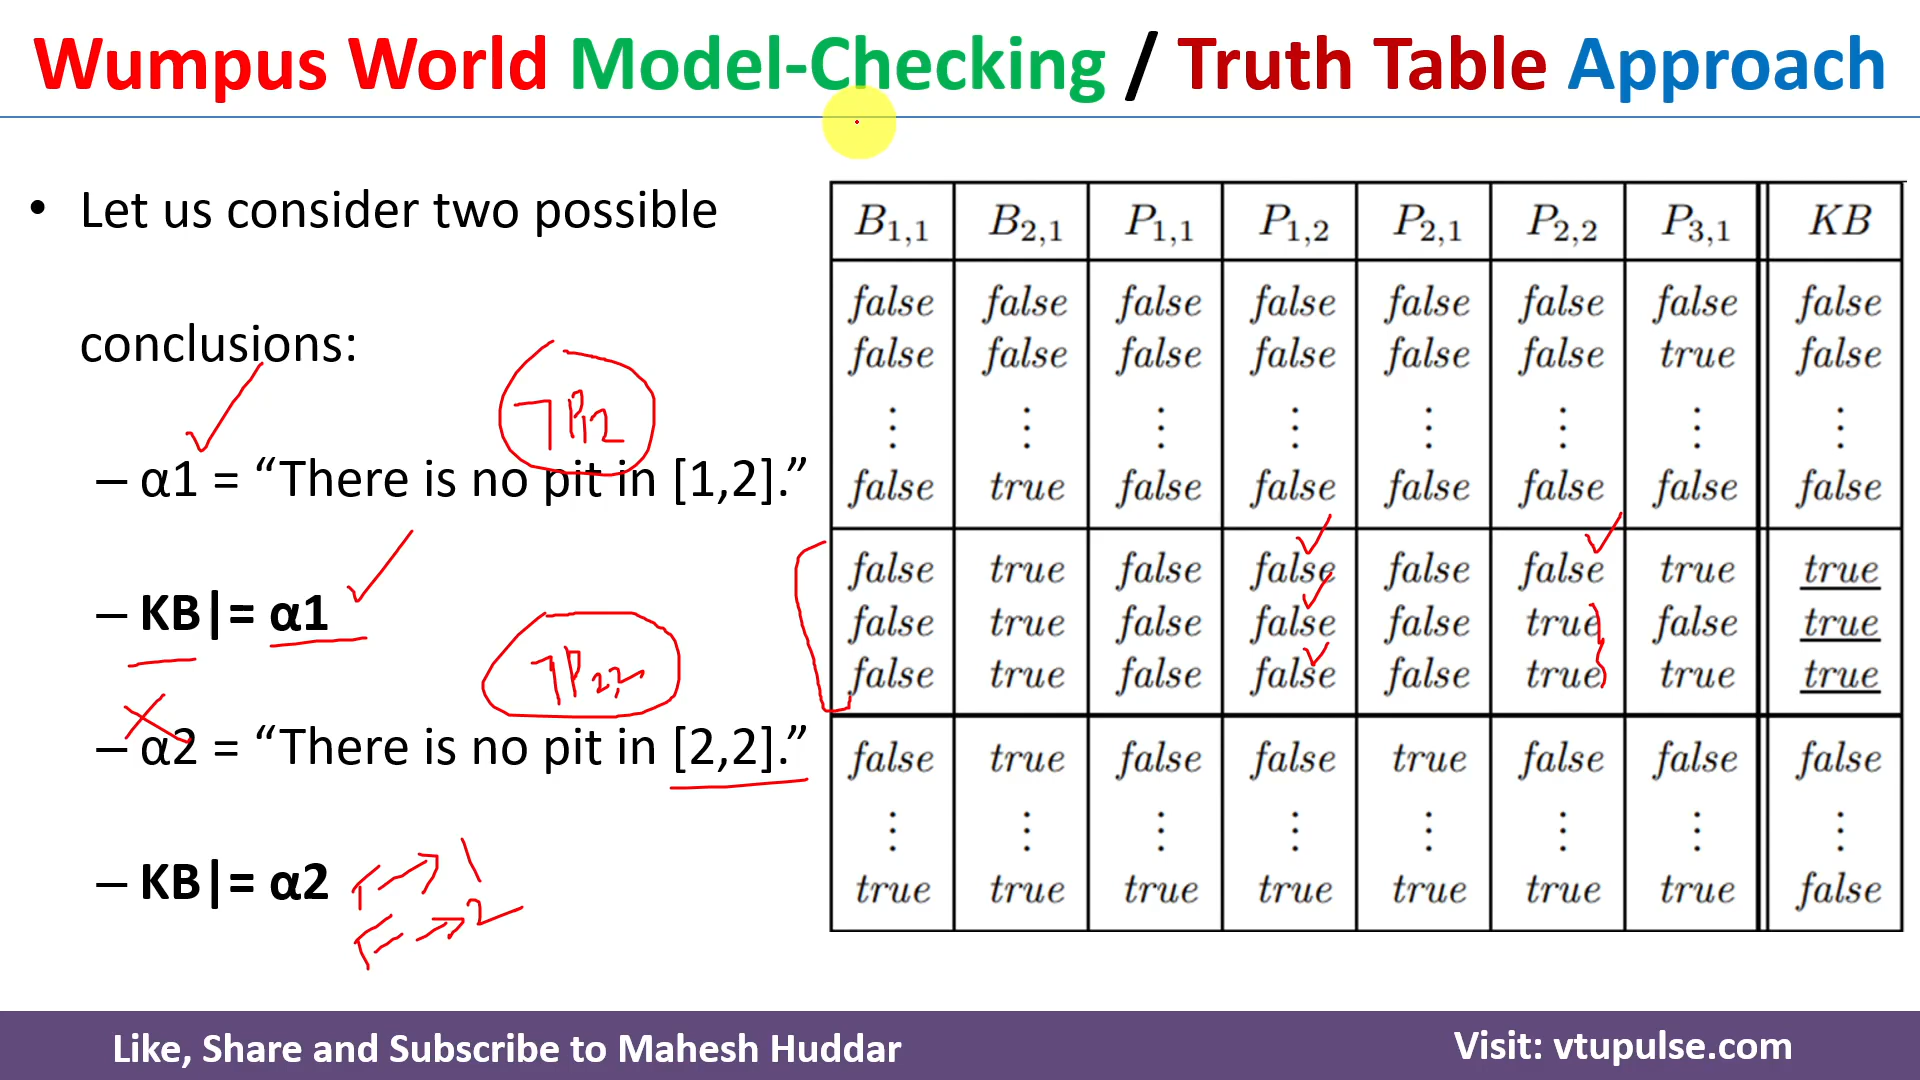 Wumpus World Model-Checking / Truth Table Approach
• Let us consider two possible
conclusions:
¬P12
– α1 = “There is no pit in [1,2].”
– KB|= α1
¬P2,2
– α2 = “There is no pit in [2,2].”
– KB|= α2
T → 1
F → 2
B1,1 B2,1 P1,1 P1,2 P2,1 P2,2 P3,1 KB
false false false false false false false false
false false false false false false true false
⋮ ⋮ ⋮ ⋮ ⋮ ⋮ ⋮ ⋮
false true false false false false false false
false true false false false false true true
false true false false false true false true
false true false false false true true true
false true false false true false false false
⋮ ⋮ ⋮ ⋮ ⋮ ⋮ ⋮ ⋮
true true true true true true true false
Like, Share and Subscribe to Mahesh Huddar
Visit: vtupulse.com